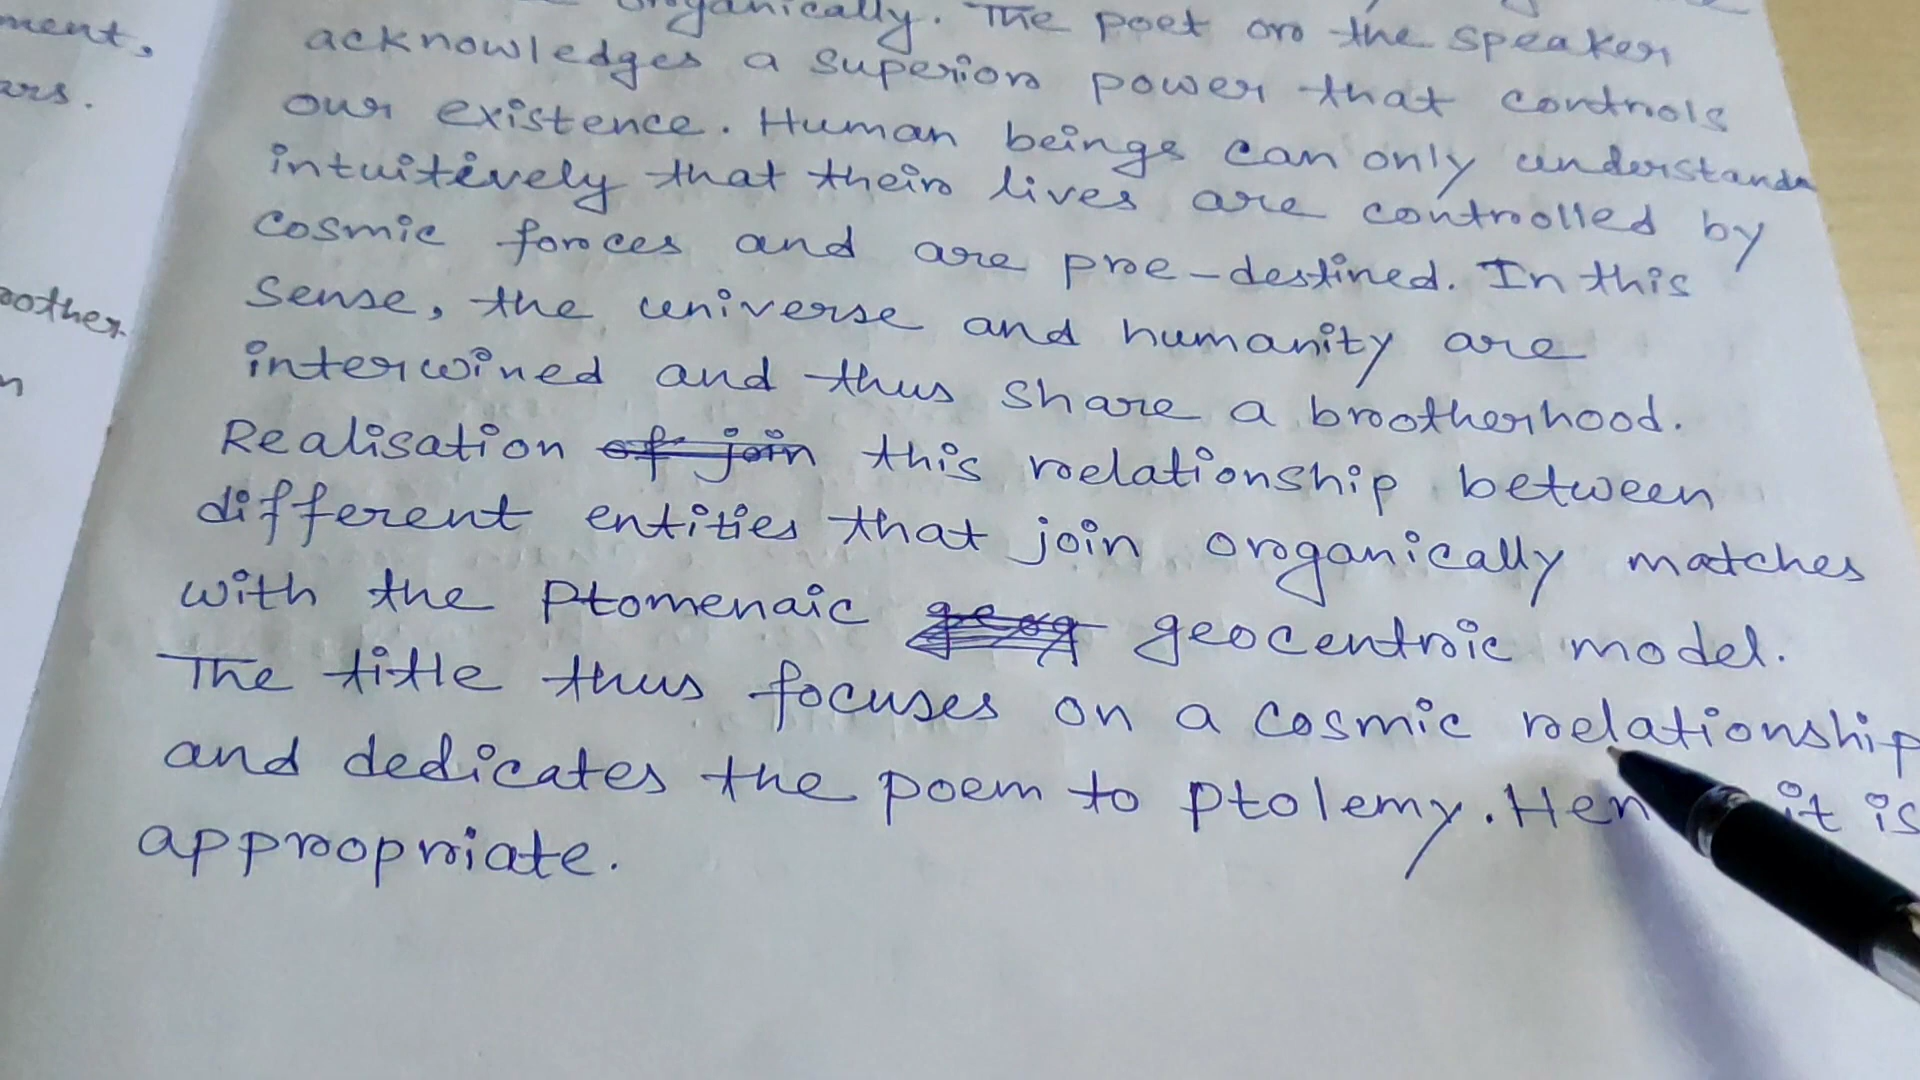 ment,
ars.
other
n
organically. The poet or the speaker
acknowledges a superior power that controls
our existence. Human beings can only understand
intuitively that their lives are controlled by
cosmic forces and are pre-destined. In this
sense, the universe and humanity are
interwined and thus share a brotherhood.
Realisation of join this relationship between
different entities that join organically matches
with the Ptomenaic geog geocentric model.
The title thus focuses on a cosmic relationship
and dedicates the poem to Ptolemy. Hen it is
appropriate.